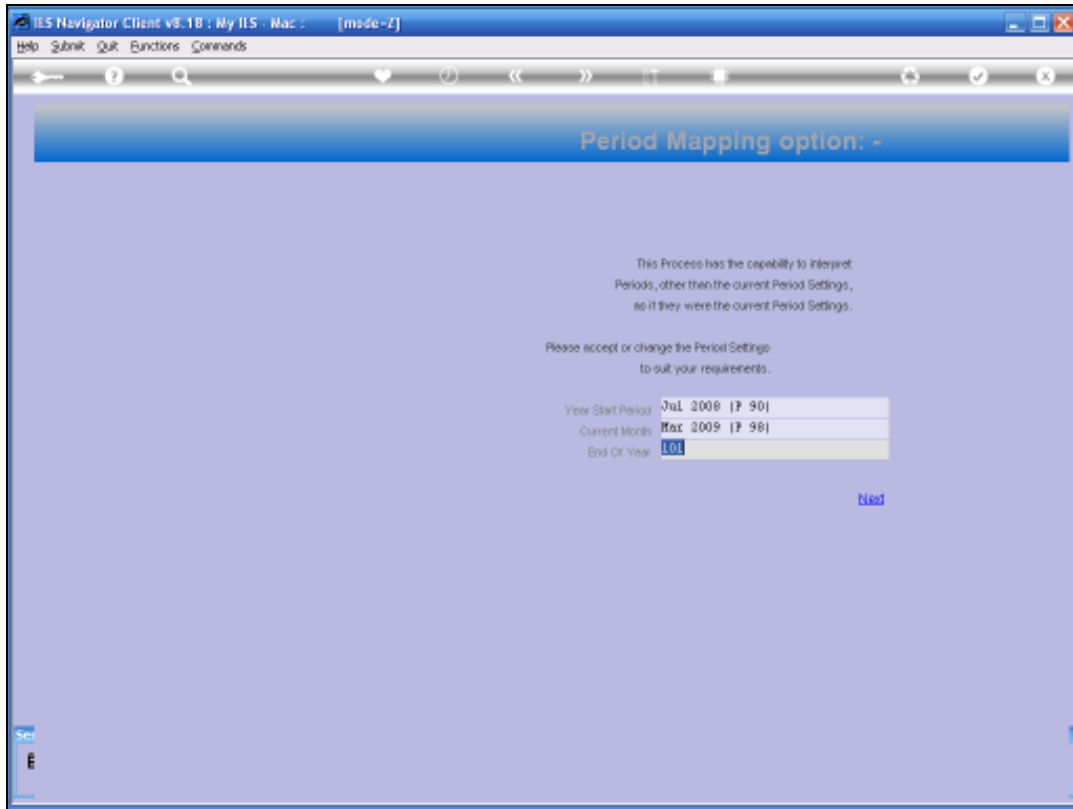 IES Navigator Client v8.1B : My IES - Mac : [mode=Z]
Help Submit Quit Functions Commands
Period Mapping option: -
This Process has the capability to interpret
Periods, other than the current Period Settings,
as if they were the current Period Settings.
Please accept or change the Period Settings
to suit your requirements.
Year Start Period Jul 2008 (P 90)
Current Month Mar 2009 (P 98)
End Of Year 101
Next